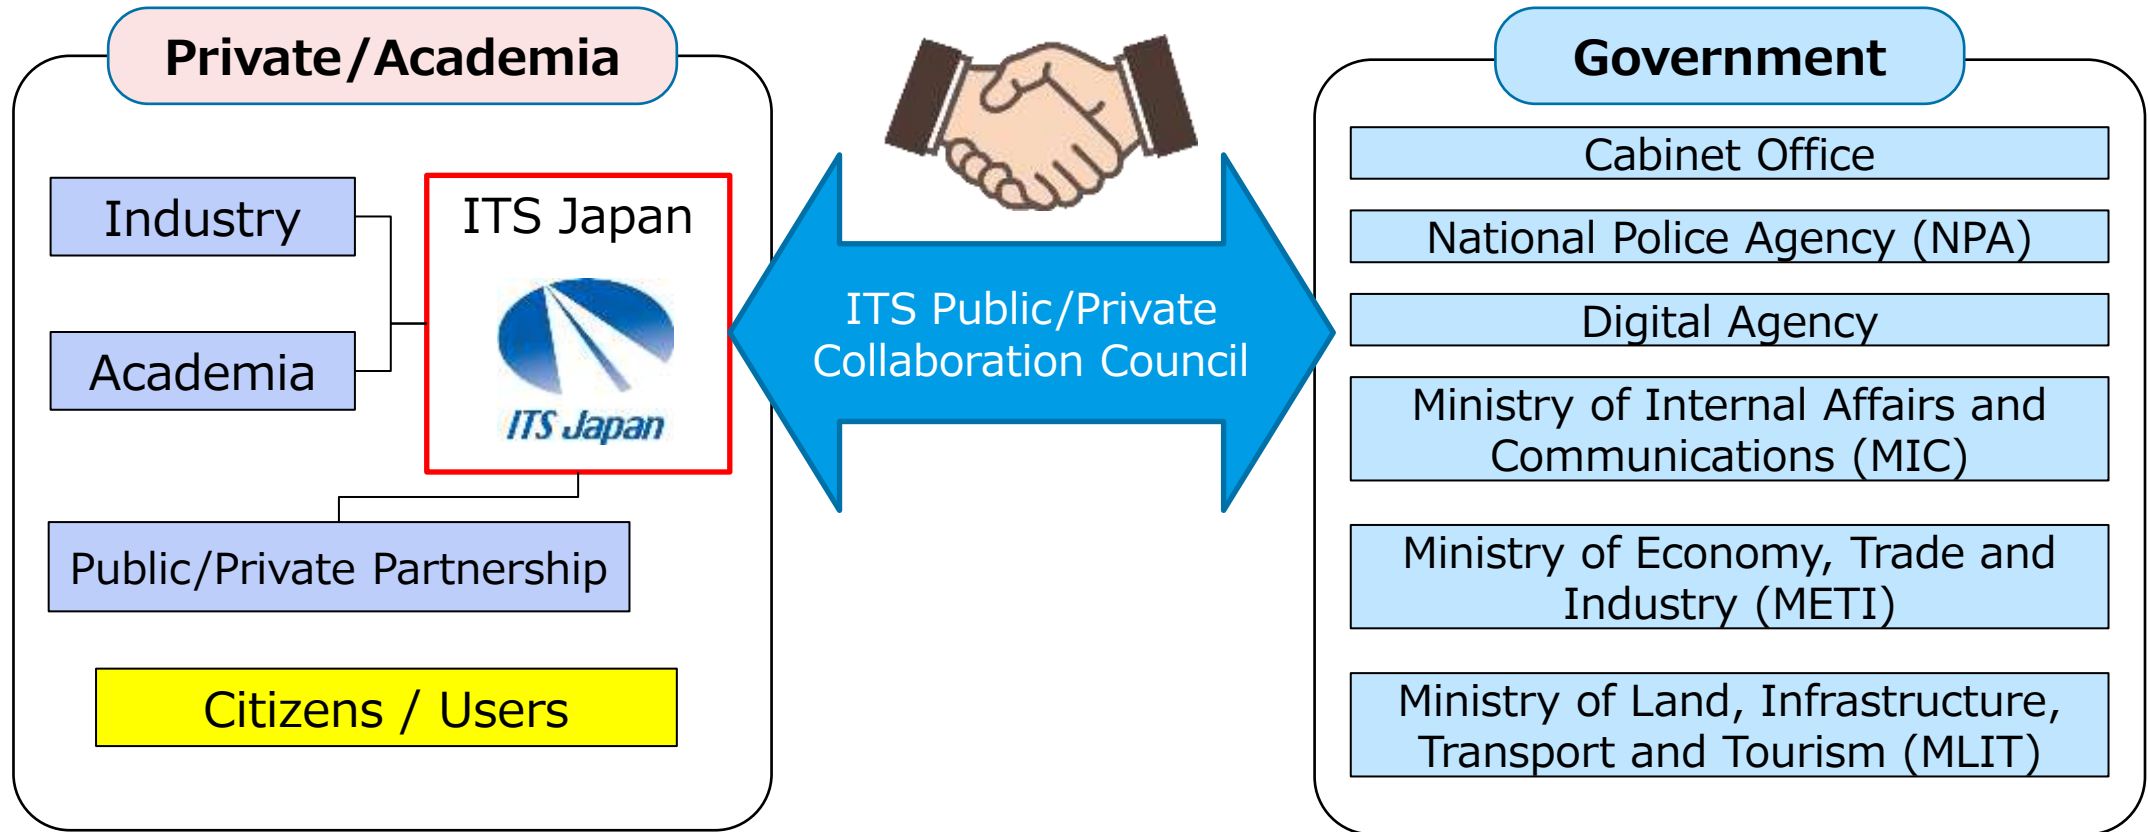 Private/Academia
Industry
Academia
ITS Japan
ITS Japan
Public/Private Partnership
Citizens / Users
ITS Public/Private
Collaboration Council
Government
Cabinet Office
National Police Agency (NPA)
Digital Agency
Ministry of Internal Affairs and
Communications (MIC)
Ministry of Economy, Trade and
Industry (METI)
Ministry of Land, Infrastructure,
Transport and Tourism (MLIT)